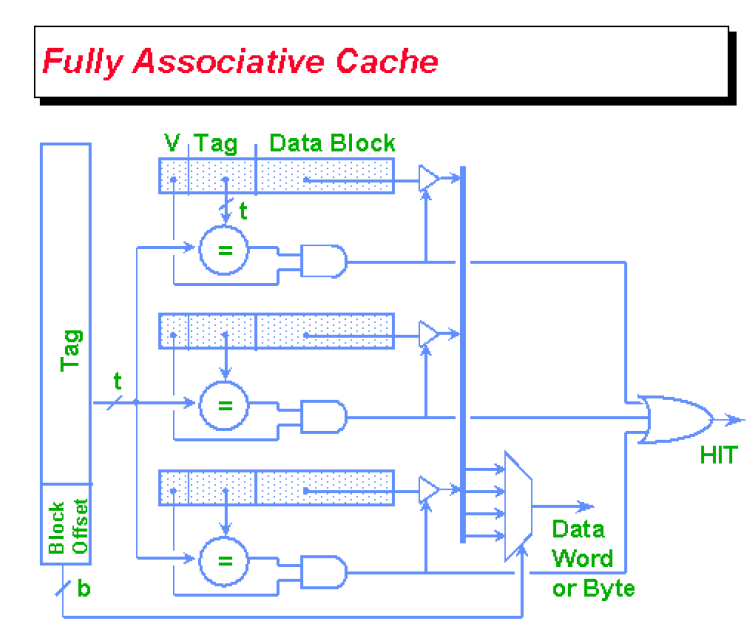 Fully Associative Cache
V Tag Data Block
t
=
Tag
t
=
HIT
Block
Offset
=
Data
Word
or Byte
b